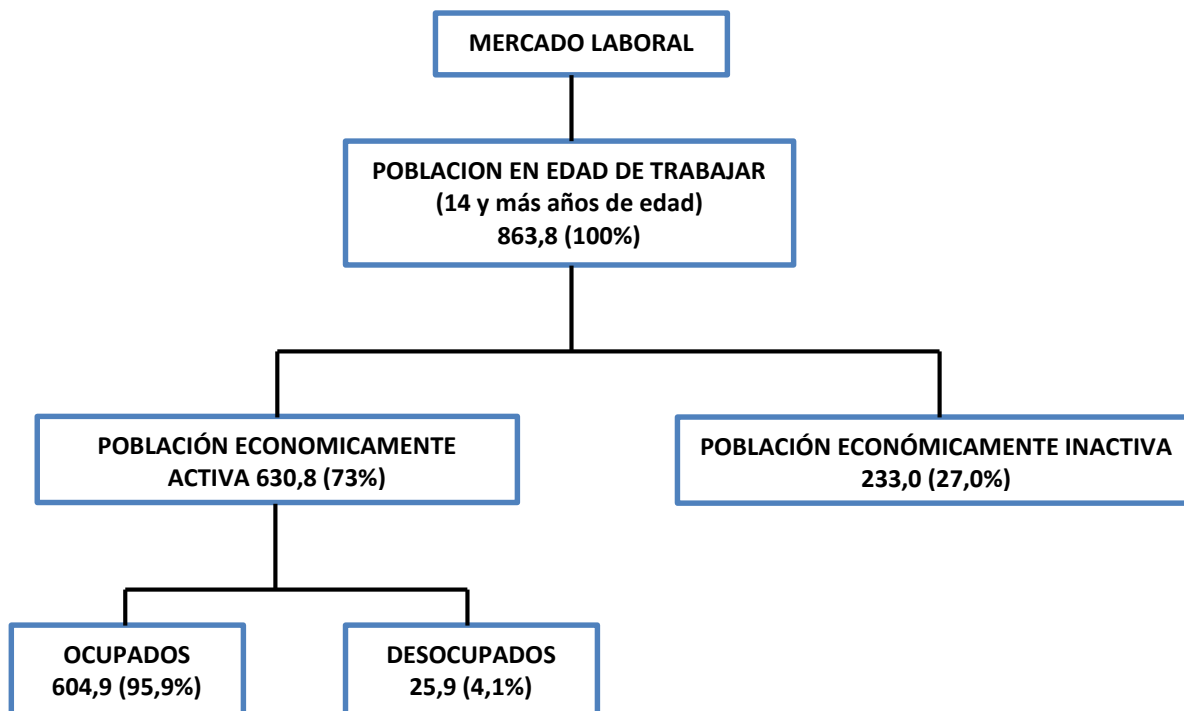 MERCADO LABORAL
POBLACION EN EDAD DE TRABAJAR
(14 y más años de edad)
863,8 (100%)
POBLACIÓN ECONOMICAMENTE
ACTIVA 630,8 (73%)
POBLACIÓN ECONÓMICAMENTE INACTIVA
233,0 (27,0%)
OCUPADOS
604,9 (95,9%)
DESOCUPADOS
25,9 (4,1%)